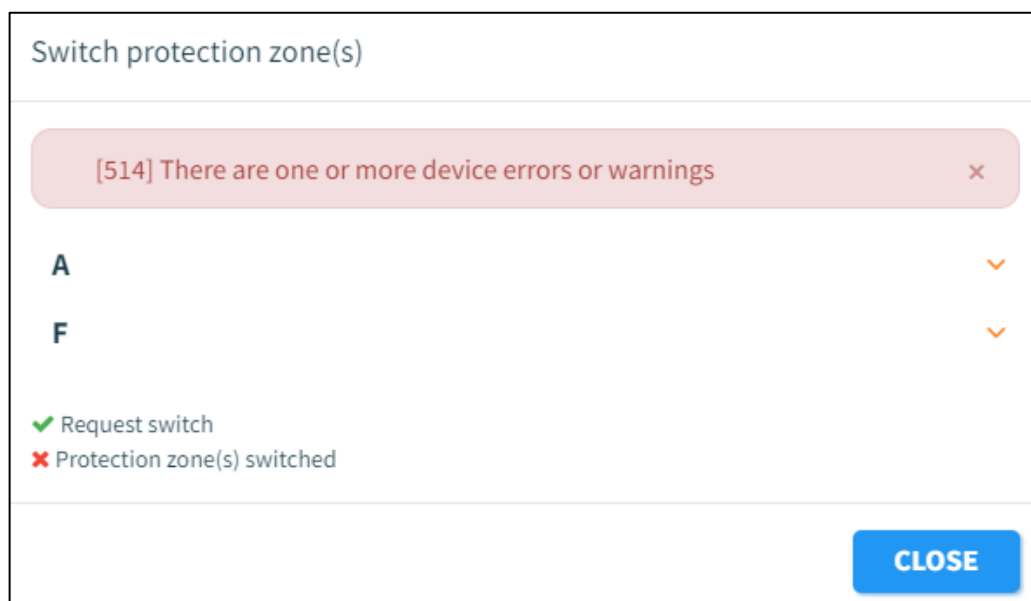 Switch protection zone(s)
[514] There are one or more device errors or warnings ×
A
F
✔ Request switch
✖ Protection zone(s) switched
CLOSE